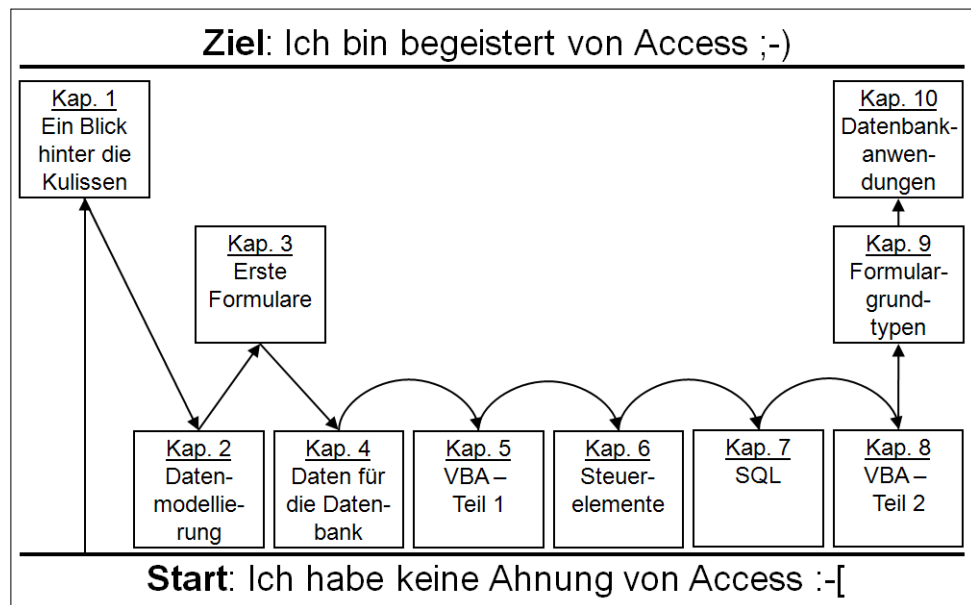 Ziel: Ich bin begeistert von Access ;-)
Kap. 1
Ein Blick
hinter die
Kulissen
Kap. 10
Datenbank-
anwen-
dungen
Kap. 3
Erste
Formulare
Kap. 9
Formular-
grund-
typen
Kap. 2
Daten-
modellie-
rung
Kap. 4
Daten für
die Daten-
bank
Kap. 5
VBA –
Teil 1
Kap. 6
Steuer-
elemente
Kap. 7
SQL
Kap. 8
VBA –
Teil 2
Start: Ich habe keine Ahnung von Access :-[